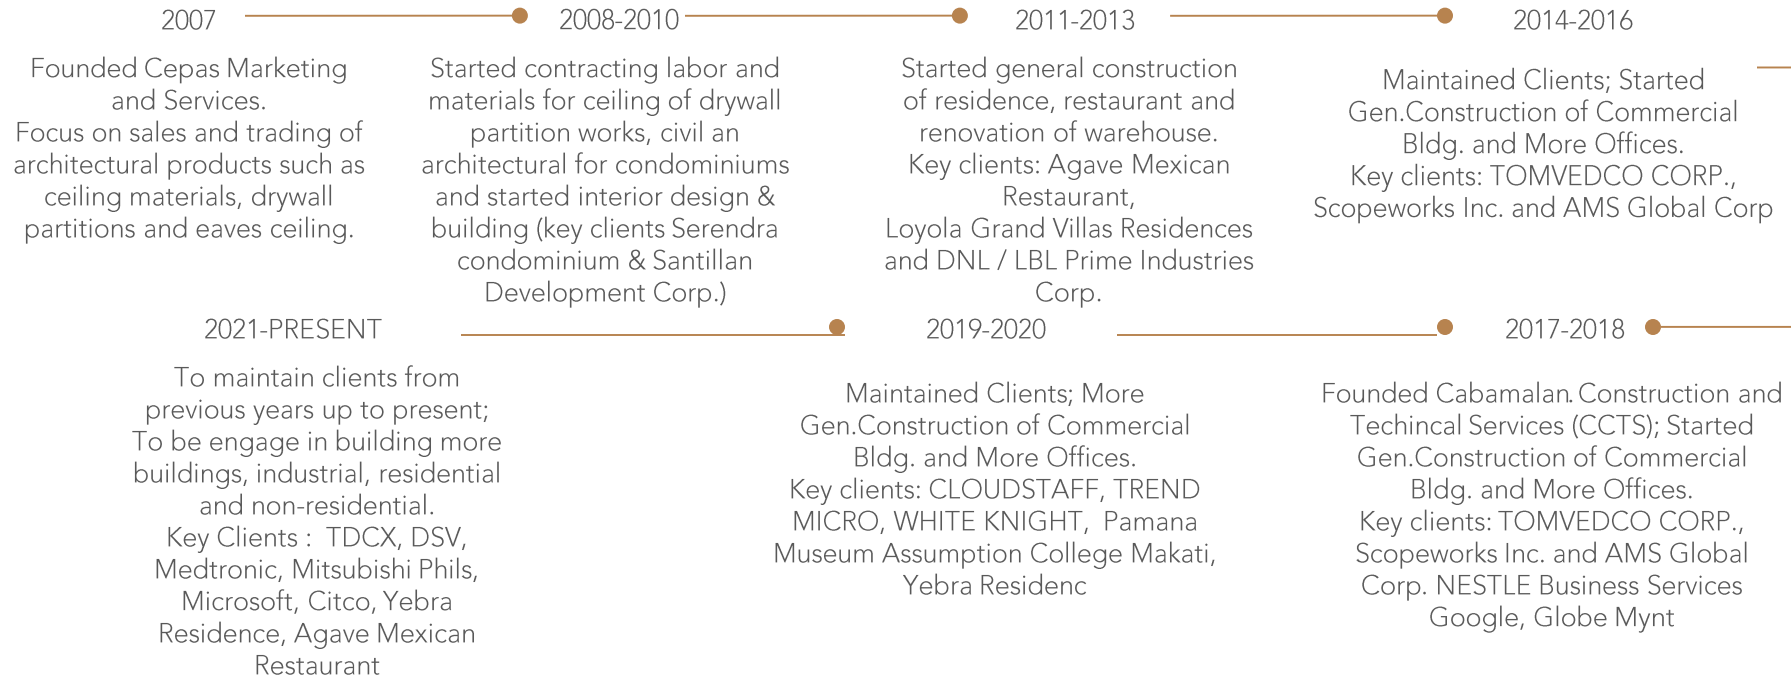 2007
Founded Cepas Marketing
and Services.
Focus on sales and trading of
architectural products such as
ceiling materials, drywall
partitions and eaves ceiling.
2008-2010
Started contracting labor and
materials for ceiling of drywall
partition works, civil an
architectural for condominiums
and started interior design &
building (key clients Serendra
condominium & Santillan
Development Corp.)
2011-2013
Started general construction
of residence, restaurant and
renovation of warehouse.
Key clients: Agave Mexican
Restaurant,
Loyola Grand Villas Residences
and DNL / LBL Prime Industries
Corp.
2014-2016
Maintained Clients; Started
Gen.Construction of Commercial
Bldg. and More Offices.
Key clients: TOMVEDCO CORP.,
Scopeworks Inc. and AMS Global Corp
2017-2018
Founded Cabamalan. Construction and
Techincal Services (CCTS); Started
Gen.Construction of Commercial
Bldg. and More Offices.
Key clients: TOMVEDCO CORP.,
Scopeworks Inc. and AMS Global
Corp. NESTLE Business Services
Google, Globe Mynt
2019-2020
Maintained Clients; More
Gen.Construction of Commercial
Bldg. and More Offices.
Key clients: CLOUDSTAFF, TREND
MICRO, WHITE KNIGHT, Pamana
Museum Assumption College Makati,
Yebra Residenc
2021-PRESENT
To maintain clients from
previous years up to present;
To be engage in building more
buildings, industrial, residential
and non-residential.
Key Clients : TDCX, DSV,
Medtronic, Mitsubishi Phils,
Microsoft, Citco, Yebra
Residence, Agave Mexican
Restaurant